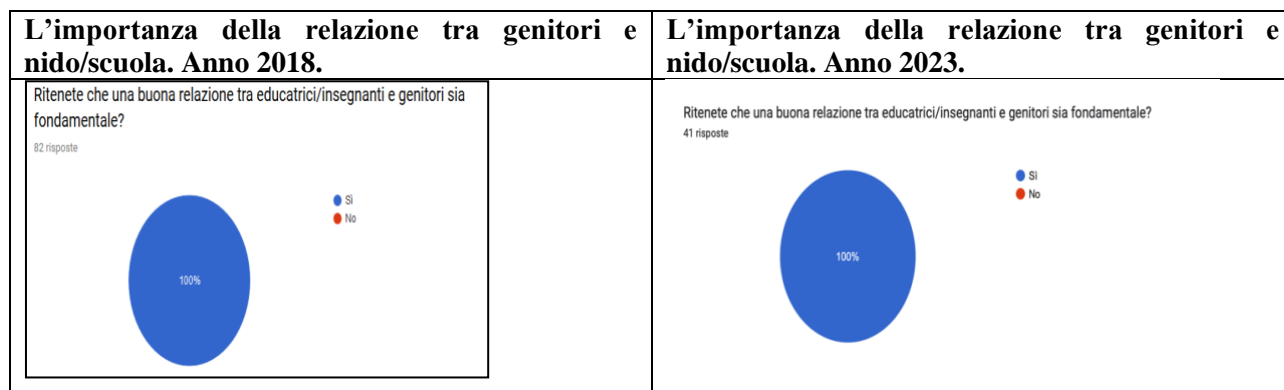 L’importanza della relazione tra genitori e
nido/scuola. Anno 2018.
Ritenete che una buona relazione tra educatrici/insegnanti e genitori sia
fondamentale?
82 risposte
Sì
No
100%
L’importanza della relazione tra genitori e
nido/scuola. Anno 2023.
Ritenete che una buona relazione tra educatrici/insegnanti e genitori sia fondamentale?
41 risposte
Sì
No
100%